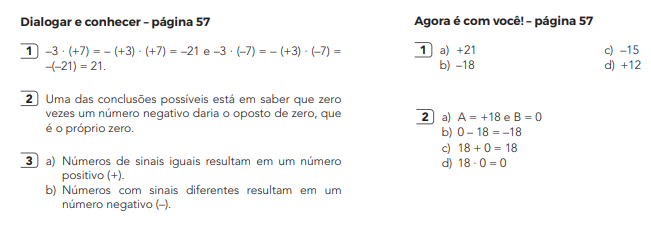 Dialogar e conhecer – página 57
1 –3 · (+7) = – (+3) · (+7) = –21 e –3 · (–7) = – (+3) · (–7) =
–(–21) = 21.
2 Uma das conclusões possíveis está em saber que zero
vezes um número negativo daria o oposto de zero, que
é o próprio zero.
3 a) Números de sinais iguais resultam em um número
positivo (+).
b) Números com sinais diferentes resultam em um
número negativo (–).
Agora é com você! – página 57
1 a) +21 c) –15
b) –18 d) +12
2 a) A = +18 e B = 0
b) 0 – 18 = –18
c) 18 + 0 = 18
d) 18 · 0 = 0